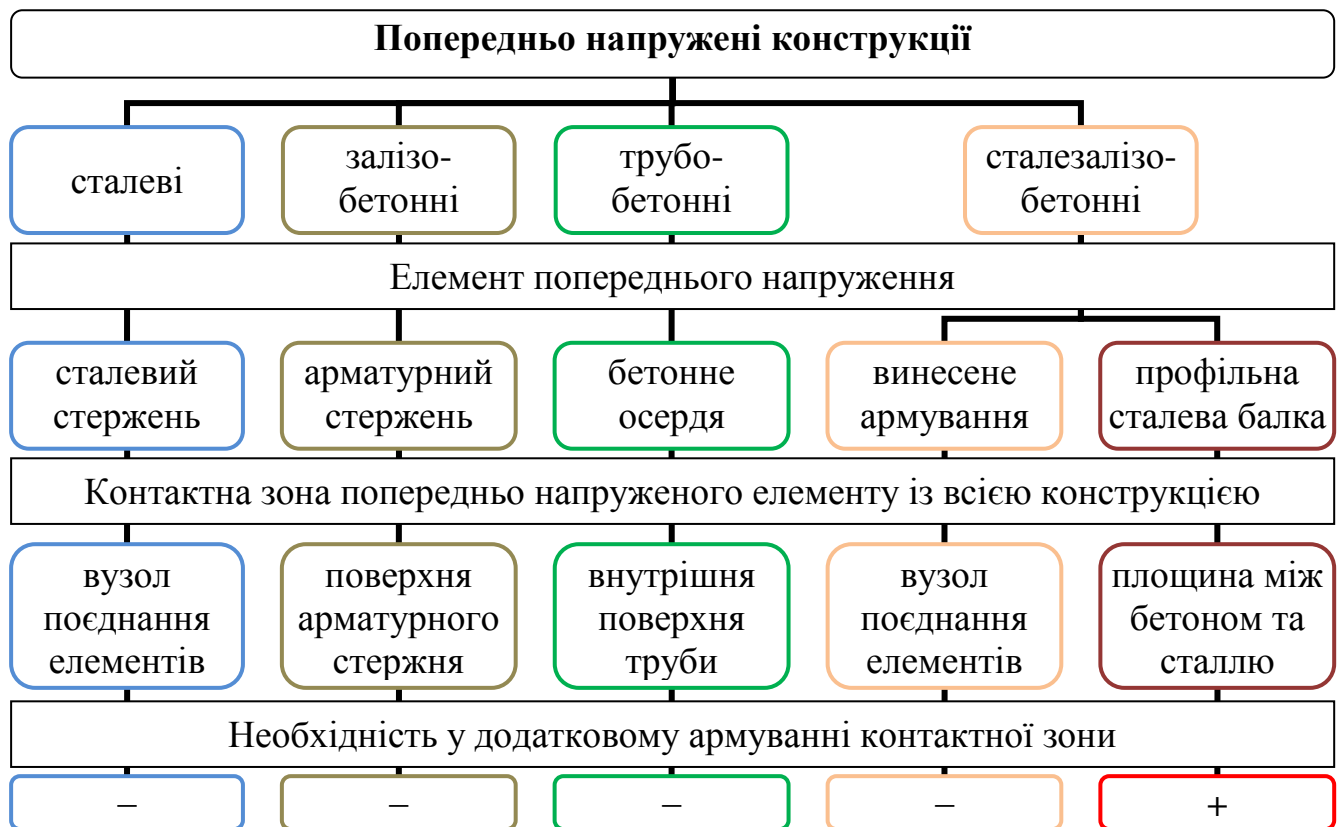 Попередньо напружені конструкції
сталеві
залізо-
бетонні
трубо-
бетонні
сталезалізо-
бетонні
Елемент попереднього напруження
сталевий
стержень
арматурний
стержень
бетонне
осердя
винесене
армування
профільна
сталева балка
Контактна зона попередньо напруженого елементу із всією конструкцією
вузол
поєднання
елементів
поверхня
арматурного
стержня
внутрішня
поверхня
труби
вузол
поєднання
елементів
площина між
бетоном та
сталлю
Необхідність у додатковому армуванні контактної зони
–
–
–
–
+